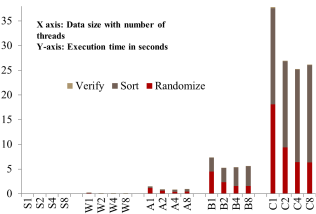 X axis: Data size with number of
threads
Y-axis: Execution time in seconds
Verify Sort Randomize
35
30
25
20
15
10
5
0
S1 S2 S4 S8 W1 W2 W4 W8 A1 A2 A4 A8 B1 B2 B4 B8 C1 C2 C4 C8